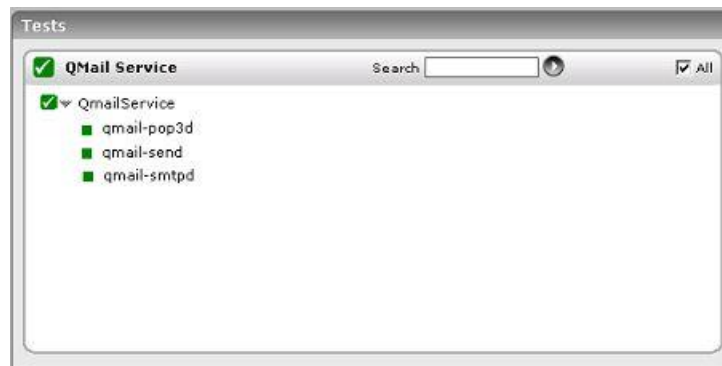 Tests
QMail Service Search All
QmailService
qmail-pop3d
qmail-send
qmail-smtpd